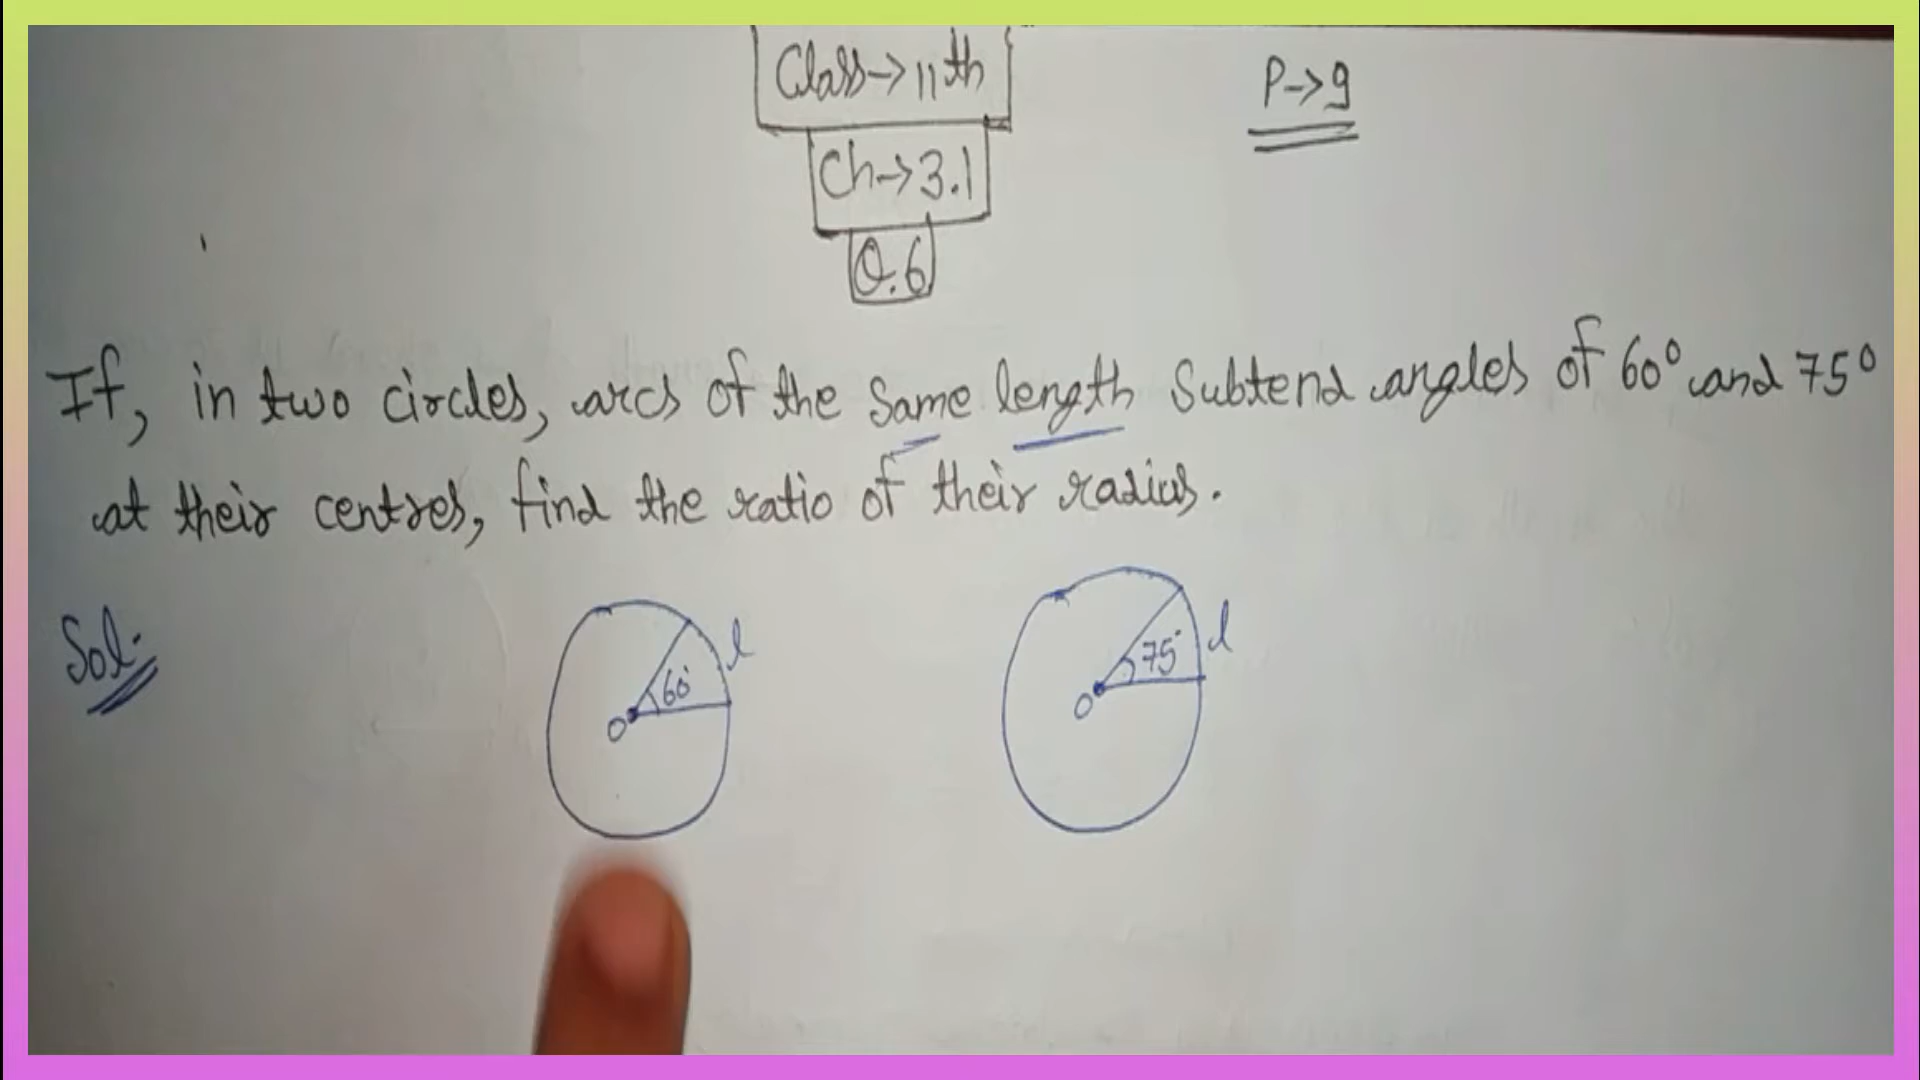 Class→11th
P→9
Ch→3.1
Q.6
If, in two circles, arcs of the same length subtend angles of 60° and 75°
at their centres, find the ratio of their radius.
Sol:
60°
l
O
75°
l
O